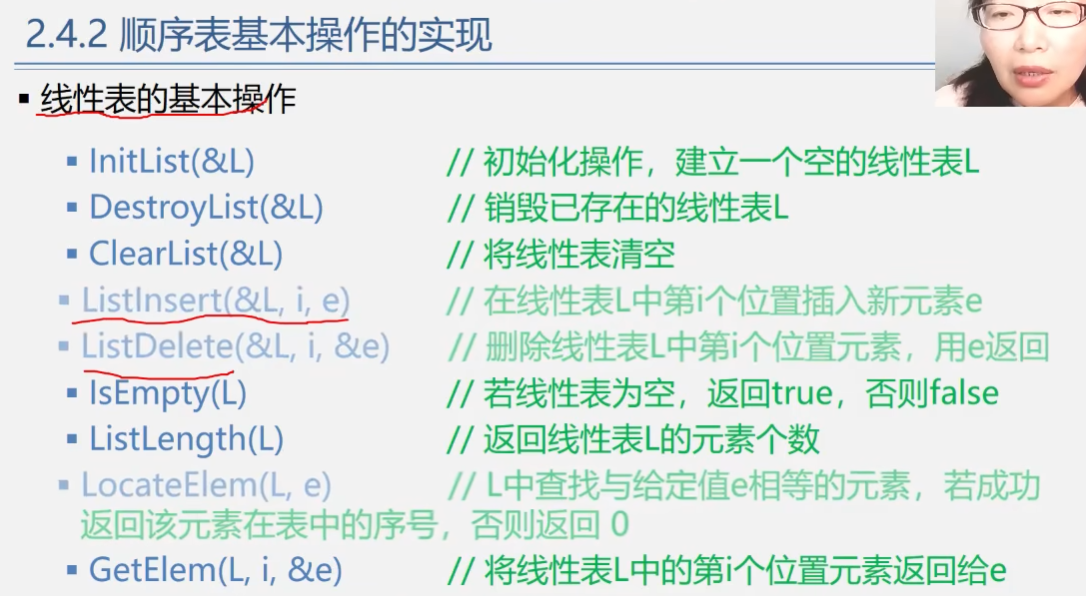 2.4.2 顺序表基本操作的实现
▪ 线性表的基本操作
▪ InitList(&L) // 初始化操作，建立一个空的线性表L
▪ DestroyList(&L) // 销毁已存在的线性表L
▪ ClearList(&L) // 将线性表清空
▪ ListInsert(&L, i, e) // 在线性表L中第i个位置插入新元素e
▪ ListDelete(&L, i, &e) // 删除线性表L中第i个位置元素，用e返回
▪ IsEmpty(L) // 若线性表为空，返回true，否则false
▪ ListLength(L) // 返回线性表L的元素个数
▪ LocateElem(L, e) // L中查找与给定值e相等的元素，若成功
返回该元素在表中的序号，否则返回 0
▪ GetElem(L, i, &e) // 将线性表L中的第i个位置元素返回给e